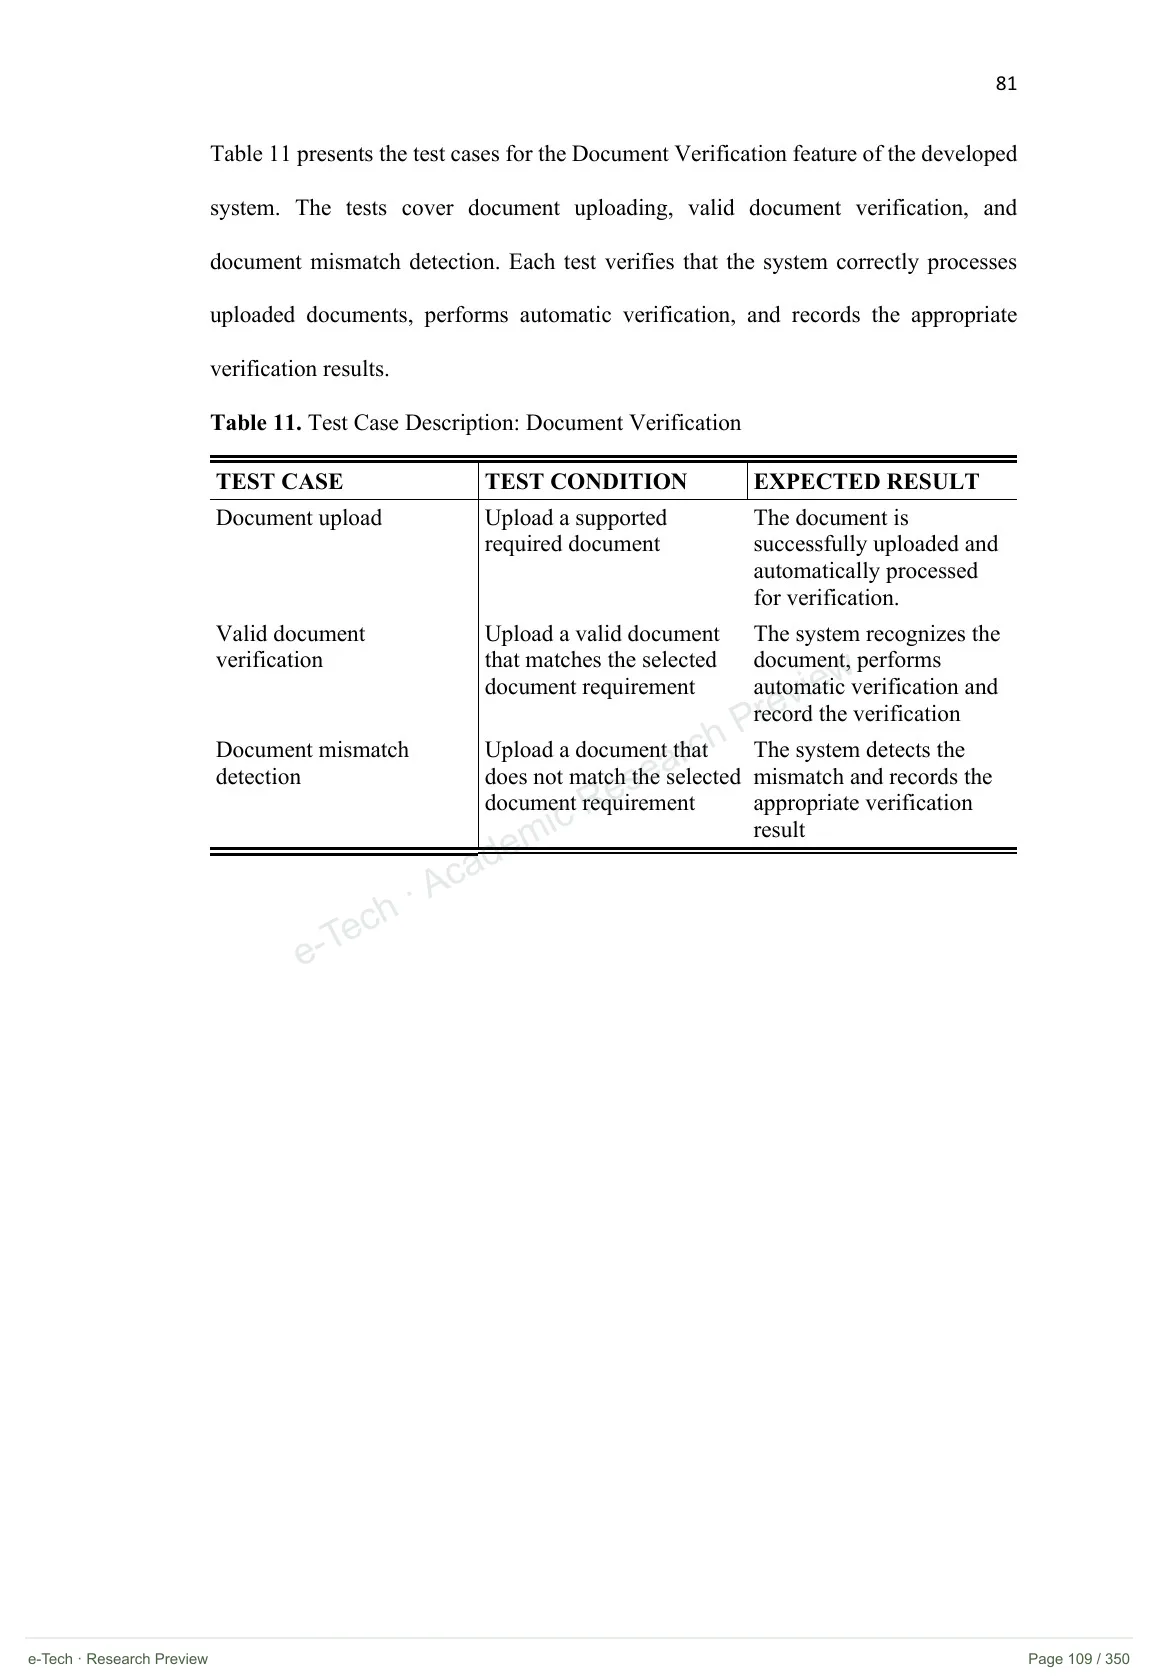 81
Table 11 presents the test cases for the Document Verification feature of the developed
system. The tests cover document uploading, valid document verification, and
document mismatch detection. Each test verifies that the system correctly processes
uploaded documents, performs automatic verification, and records the appropriate
verification results.
Table 11. Test Case Description: Document Verification
TEST CASE TEST CONDITION EXPECTED RESULT
Document upload Upload a supported The document is
required document successfully uploaded and
automatically processed
for verification.
Valid document Upload a valid document The system recognizes the
verification that matches the selected document, performs
document requirement automatic verification and
record the verification
Document mismatch Upload a document that The system detects the
detection does not match the selected mismatch and records the
document requirement appropriate verification
result
e-Tech · Academic Research Preview
e-Tech · Research Preview Page 109 / 350